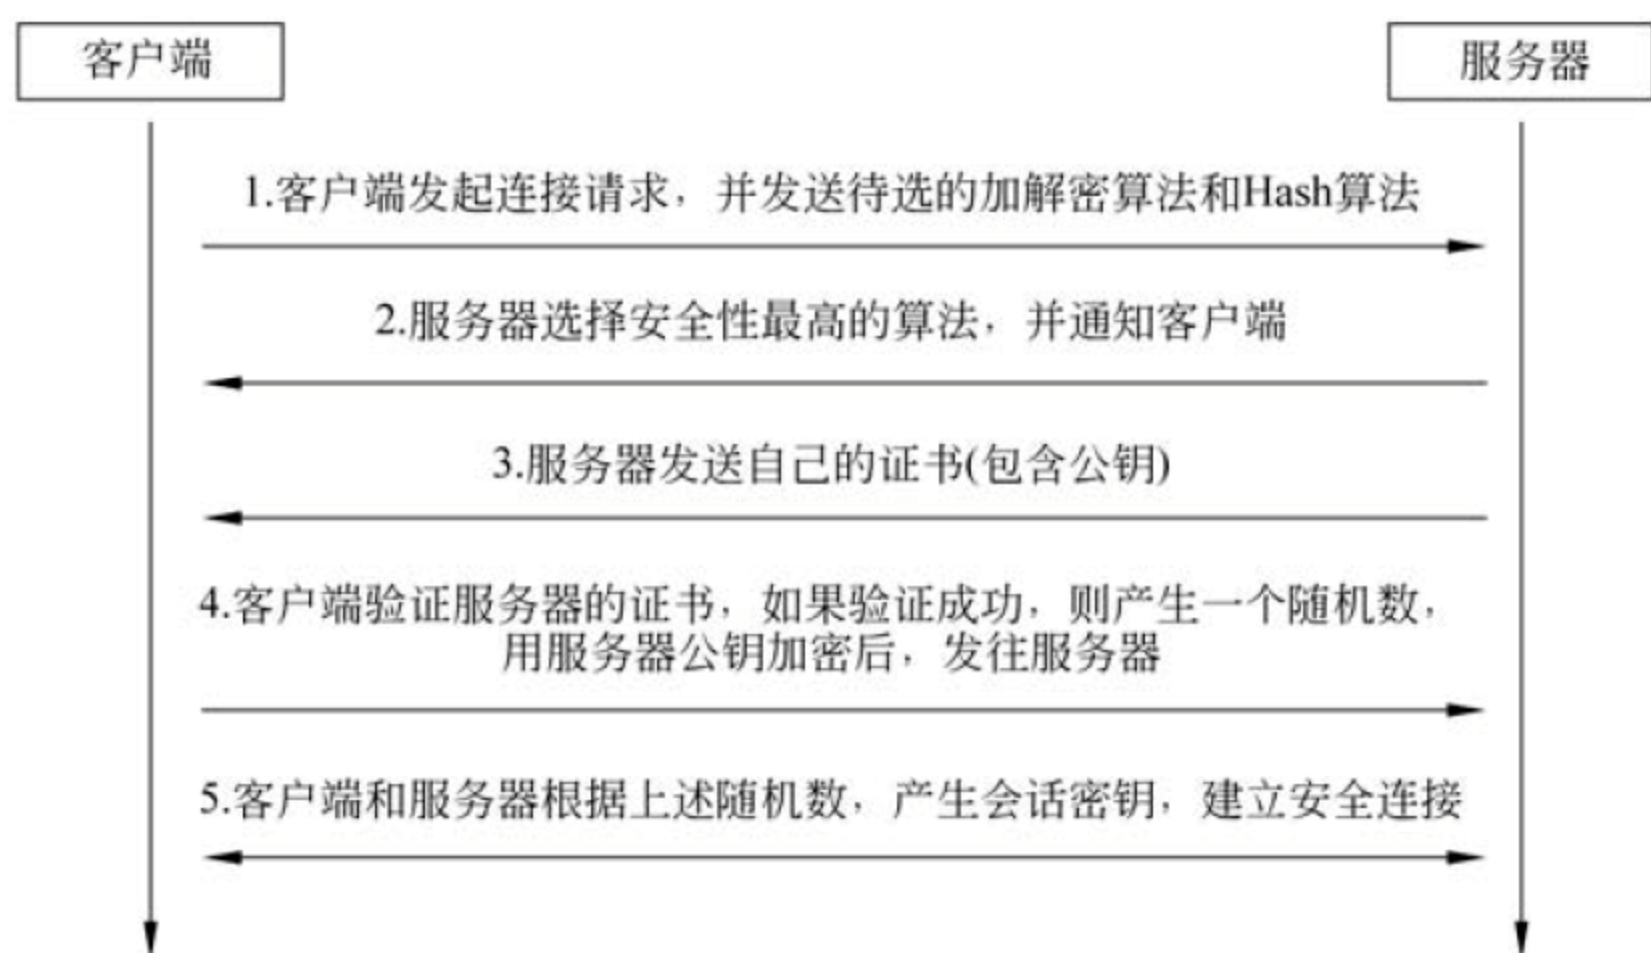 客户端
服务器
1.客户端发起连接请求，并发送待选的加解密算法和Hash算法
2.服务器选择安全性最高的算法，并通知客户端
3.服务器发送自己的证书(包含公钥)
4.客户端验证服务器的证书，如果验证成功，则产生一个随机数，
用服务器公钥加密后，发往服务器
5.客户端和服务器根据上述随机数，产生会话密钥，建立安全连接